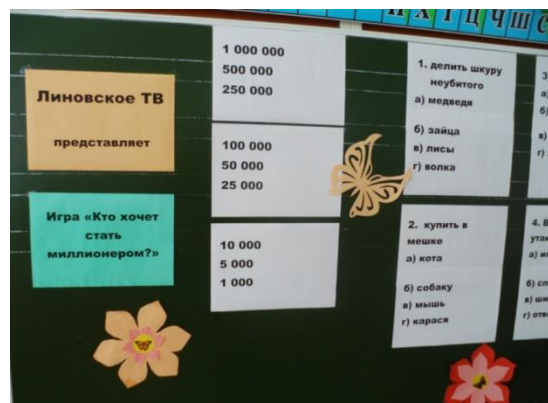 Линовское ТВ
представляет
Игра «Кто хочет
стать
миллионером?»
1 000 000
500 000
250 000
100 000
50 000
25 000
10 000
5 000
1 000
1. делить шкуру
неубитого
а) медведя
б) зайца
в) лисы
г) волка
2. купить в
мешке
а) кота
б) собаку
в) мышь
г) карася
3
а)
б)
в)
г)
4. В
а)
б)
в)
г)
Ц Ч Ш